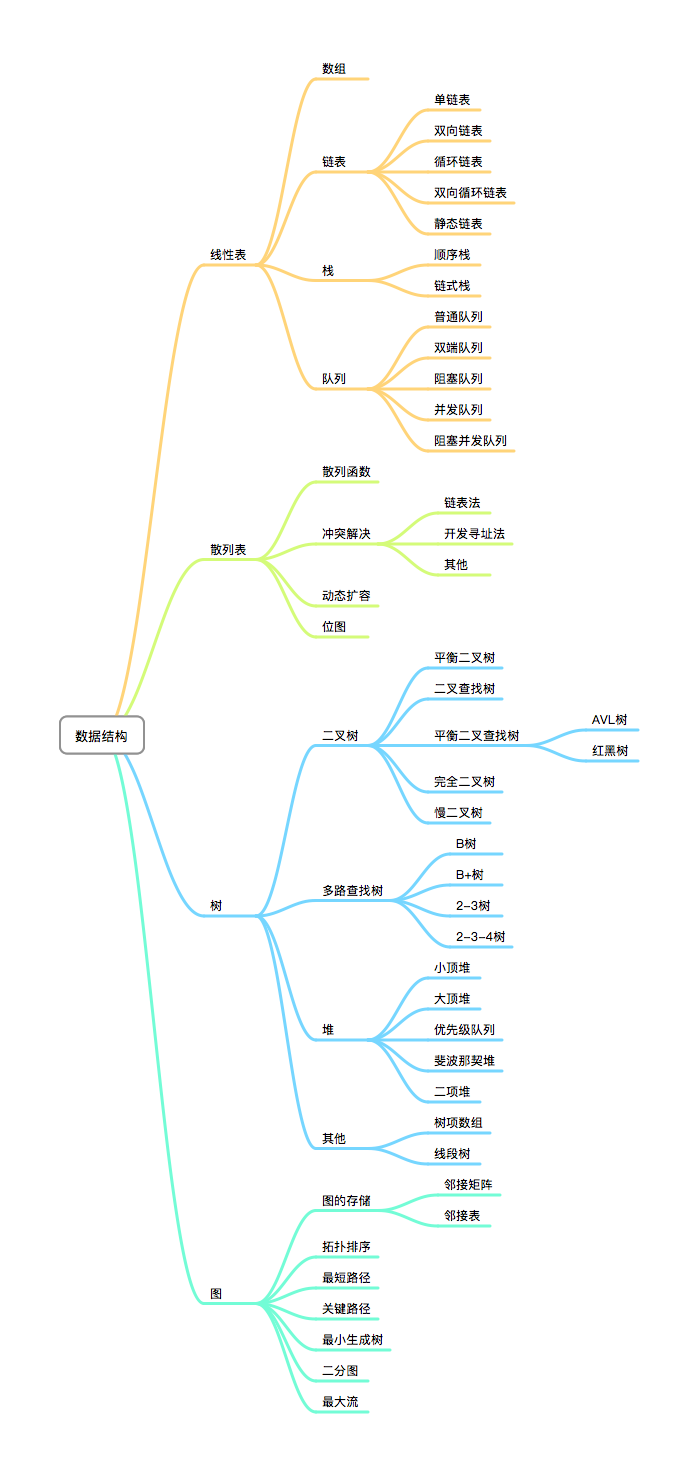 数组
单链表
双向链表
链表
循环链表
双向循环链表
静态链表
线性表
顺序栈
栈
链式栈
普通队列
双端队列
队列
阻塞队列
并发队列
阻塞并发队列
散列函数
链表法
冲突解决
开发寻址法
散列表
其他
动态扩容
位图
平衡二叉树
二叉查找树
AVL树
数据结构
二叉树
平衡二叉查找树
红黑树
完全二叉树
慢二叉树
B树
B+树
多路查找树
2-3树
树
2-3-4树
小顶堆
大顶堆
堆
优先级队列
斐波那契堆
二项堆
树项数组
其他
线段树
邻接矩阵
图的存储
邻接表
拓扑排序
最短路径
图
关键路径
最小生成树
二分图
最大流